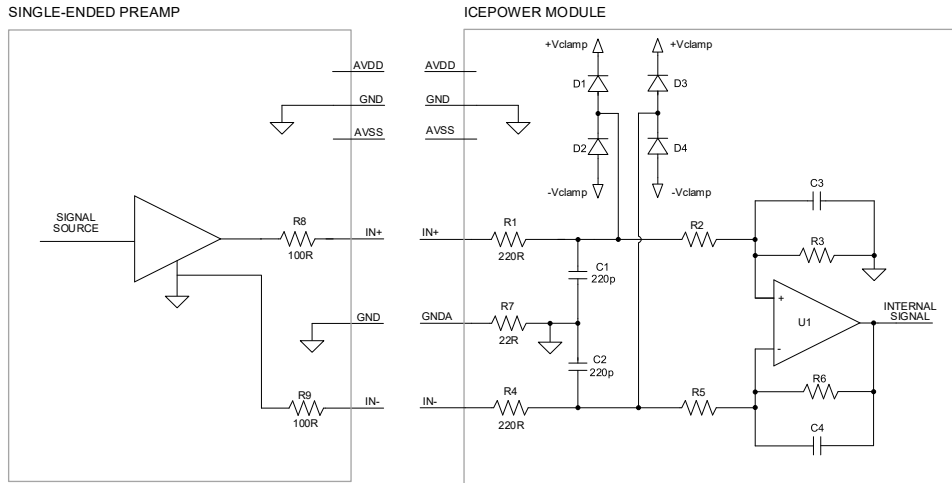 SINGLE-ENDED PREAMP
ICEPOWER MODULE
AVDD
GND
AVSS
AVDD
GND
AVSS
+Vclamp
+Vclamp
D1
D3
D2
D4
-Vclamp
-Vclamp
SIGNAL
SOURCE
R8
100R
IN+
IN+
R1
220R
C1
220p
R2
C3
R3
GND
GNDA
R7
22R
+
U1
-
INTERNAL
SIGNAL
C2
220p
R9
100R
IN-
IN-
R4
220R
R5
R6
C4